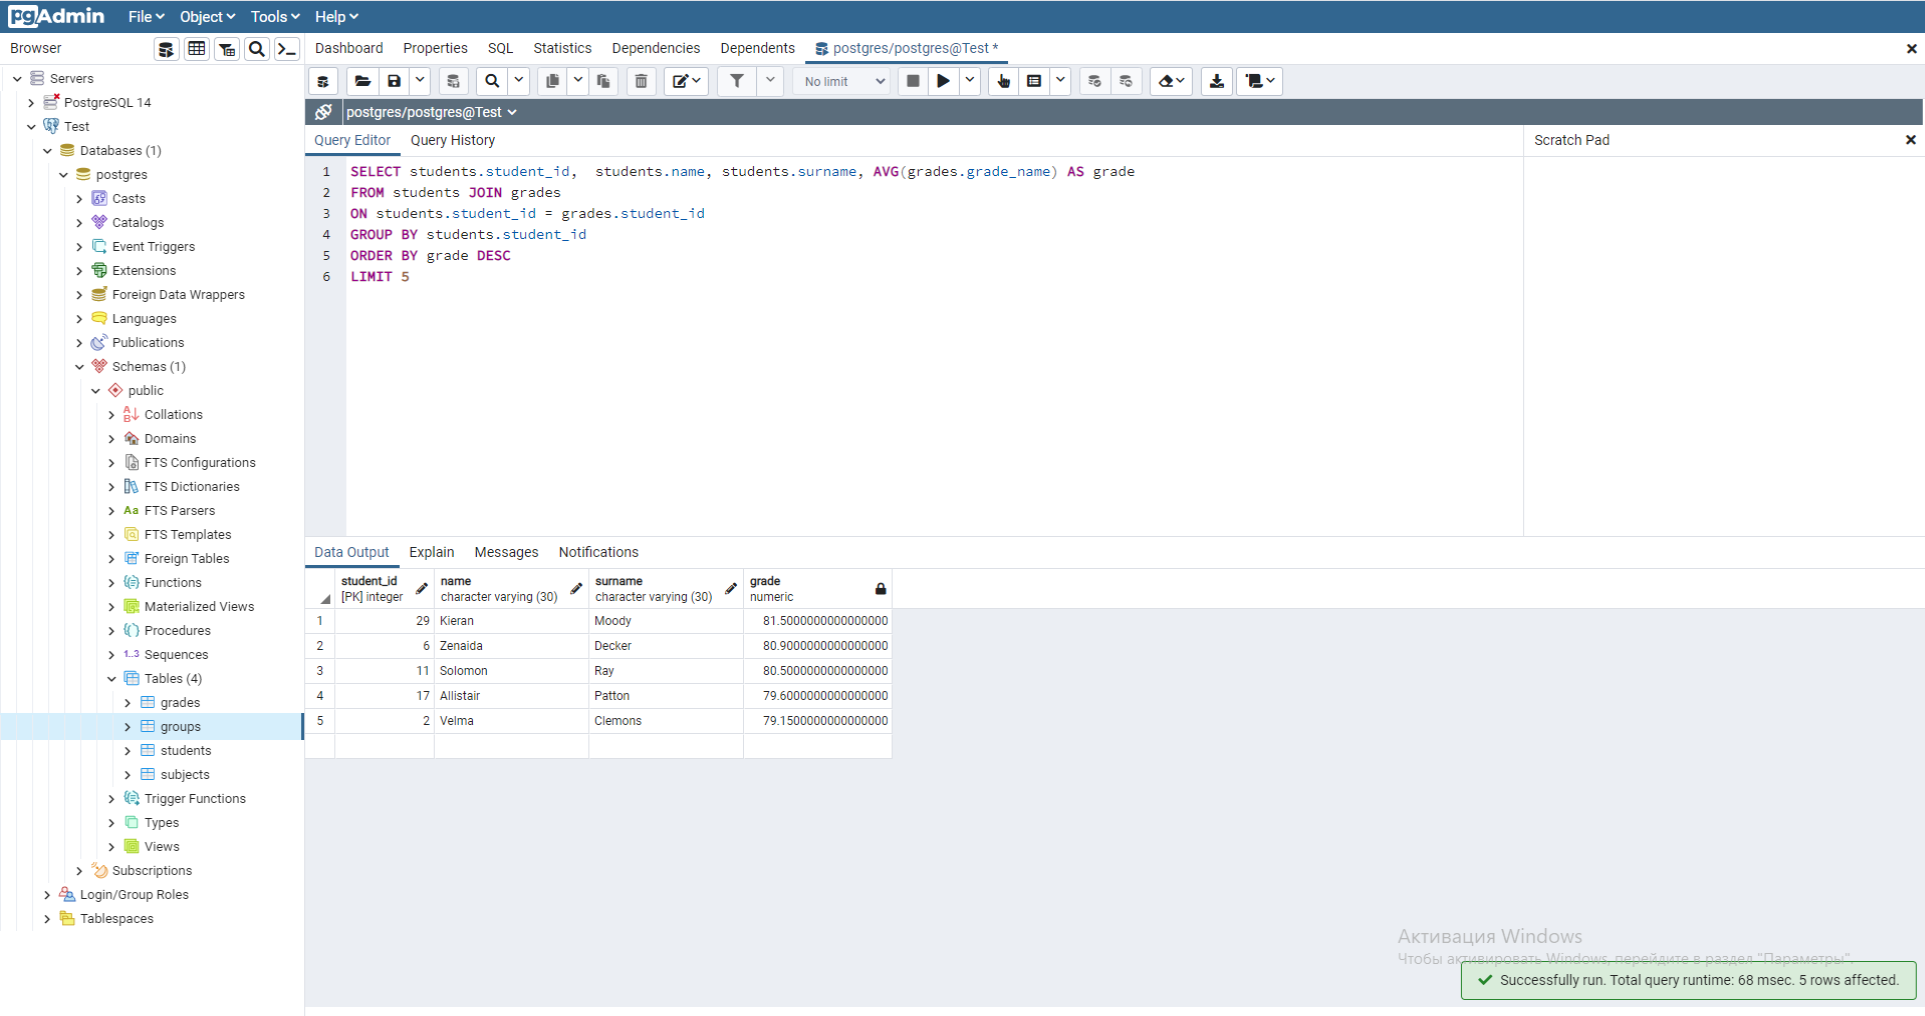 pgAdmin File Object Tools Help
Browser
Dashboard Properties SQL Statistics Dependencies Dependents postgres/postgres@Test *
No limit
postgres/postgres@Test
Query Editor Query History
Scratch Pad
Servers
PostgreSQL 14
Test
Databases (1)
postgres
Casts
Catalogs
Event Triggers
Extensions
Foreign Data Wrappers
Languages
Publications
Schemas (1)
public
Collations
Domains
FTS Configurations
FTS Dictionaries
Aa FTS Parsers
FTS Templates
Foreign Tables
Functions
Materialized Views
Procedures
1..3 Sequences
Tables (4)
grades
groups
students
subjects
Trigger Functions
Types
Views
Subscriptions
Login/Group Roles
Tablespaces
1 SELECT students.student_id,  students.name, students.surname, AVG(grades.grade_name) AS grade
2 FROM students JOIN grades
3 ON students.student_id = grades.student_id
4 GROUP BY students.student_id
5 ORDER BY grade DESC
6 LIMIT 5
Data Output Explain Messages Notifications
student_id name surname grade
[PK] integer character varying (30) character varying (30) numeric
1 29 Kieran Moody 81.5000000000000000
2 6 Zenaida Decker 80.9000000000000000
3 11 Solomon Ray 80.5000000000000000
4 17 Allistair Patton 79.6000000000000000
5 2 Velma Clemons 79.1500000000000000
Активация Windows
Чтобы активировать Windows, перейдите в раздел "Параметры".
Successfully run. Total query runtime: 68 msec. 5 rows affected.